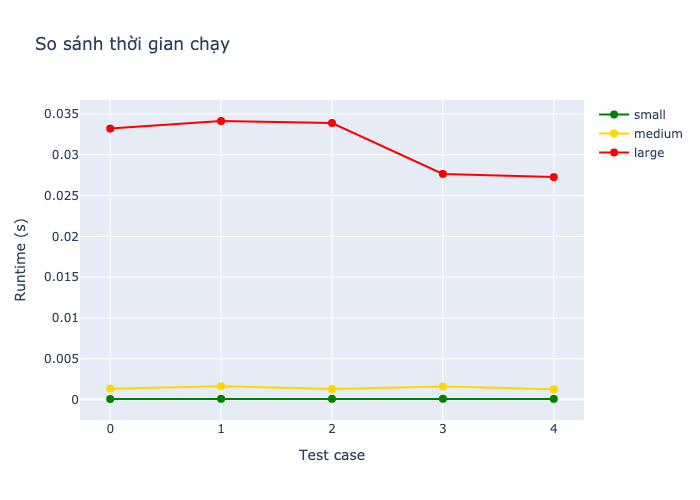 So sánh thời gian chạy
Runtime (s)
0.035
0.03
0.025
0.02
0.015
0.01
0.005
0
0 1 2 3 4
Test case
small
medium
large